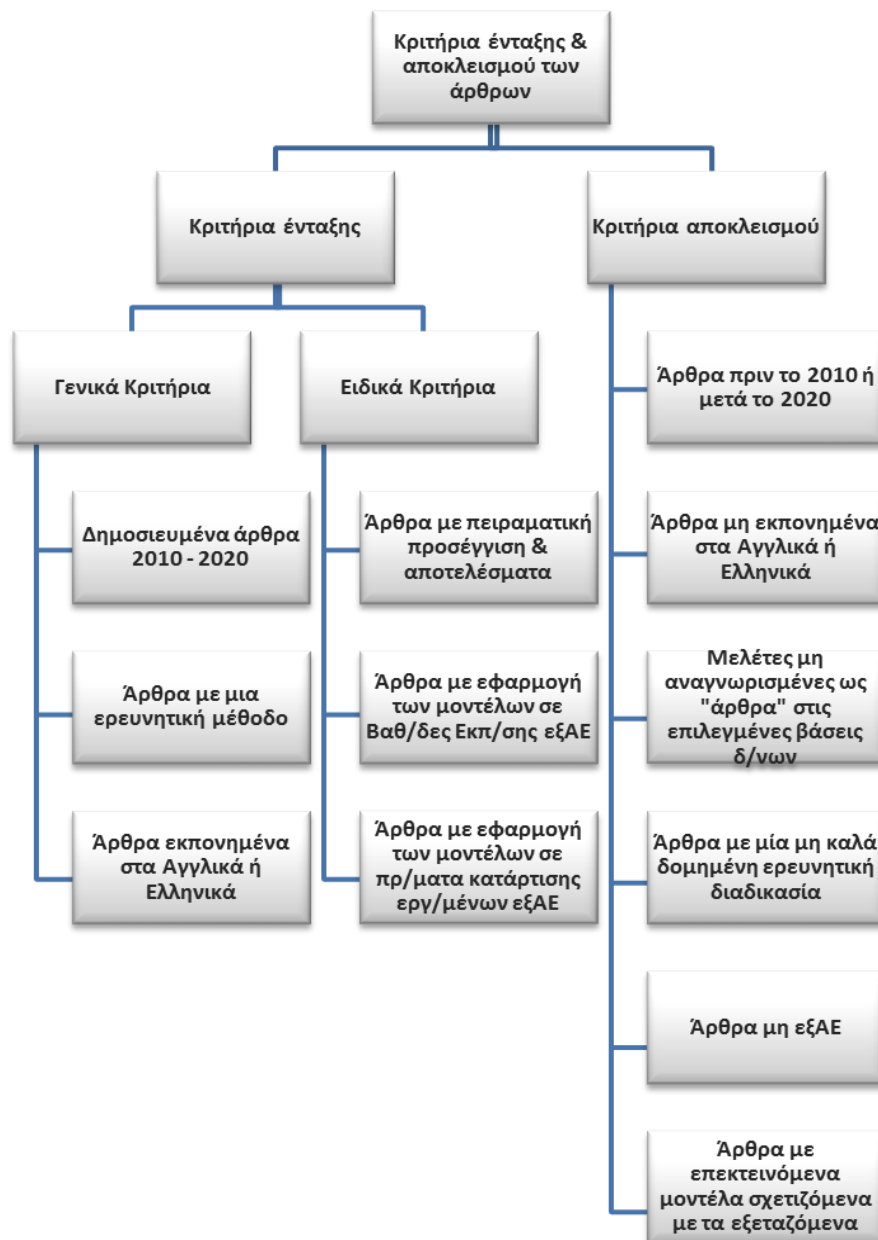 Κριτήρια ένταξης &
αποκλεισμού των
άρθρων
Κριτήρια ένταξης
Κριτήρια αποκλεισμού
Γενικά Κριτήρια
Ειδικά Κριτήρια
Δημοσιευμένα άρθρα
2010 - 2020
Άρθρα με μια
ερευνητική μέθοδο
Άρθρα εκπονημένα
στα Αγγλικά ή
Ελληνικά
Άρθρα με πειραματική
προσέγγιση &
αποτελέσματα
Άρθρα με εφαρμογή
των μοντέλων σε
Βαθ/δες Εκπ/σης εξΑΕ
Άρθρα με εφαρμογή
των μοντέλων σε
πρ/ματα κατάρτισης
εργ/μένων εξΑΕ
Άρθρα πριν το 2010 ή
μετά το 2020
Άρθρα μη εκπονημένα
στα Αγγλικά ή
Ελληνικά
Μελέτες μη
αναγνωρισμένες ως
"άρθρα" στις
επιλεγμένες βάσεις
δ/νων
Άρθρα με μία μη καλά
δομημένη ερευνητική
διαδικασία
Άρθρα μη εξΑΕ
Άρθρα με
επεκτεινόμενα
μοντέλα σχετιζόμενα
με τα εξεταζόμενα